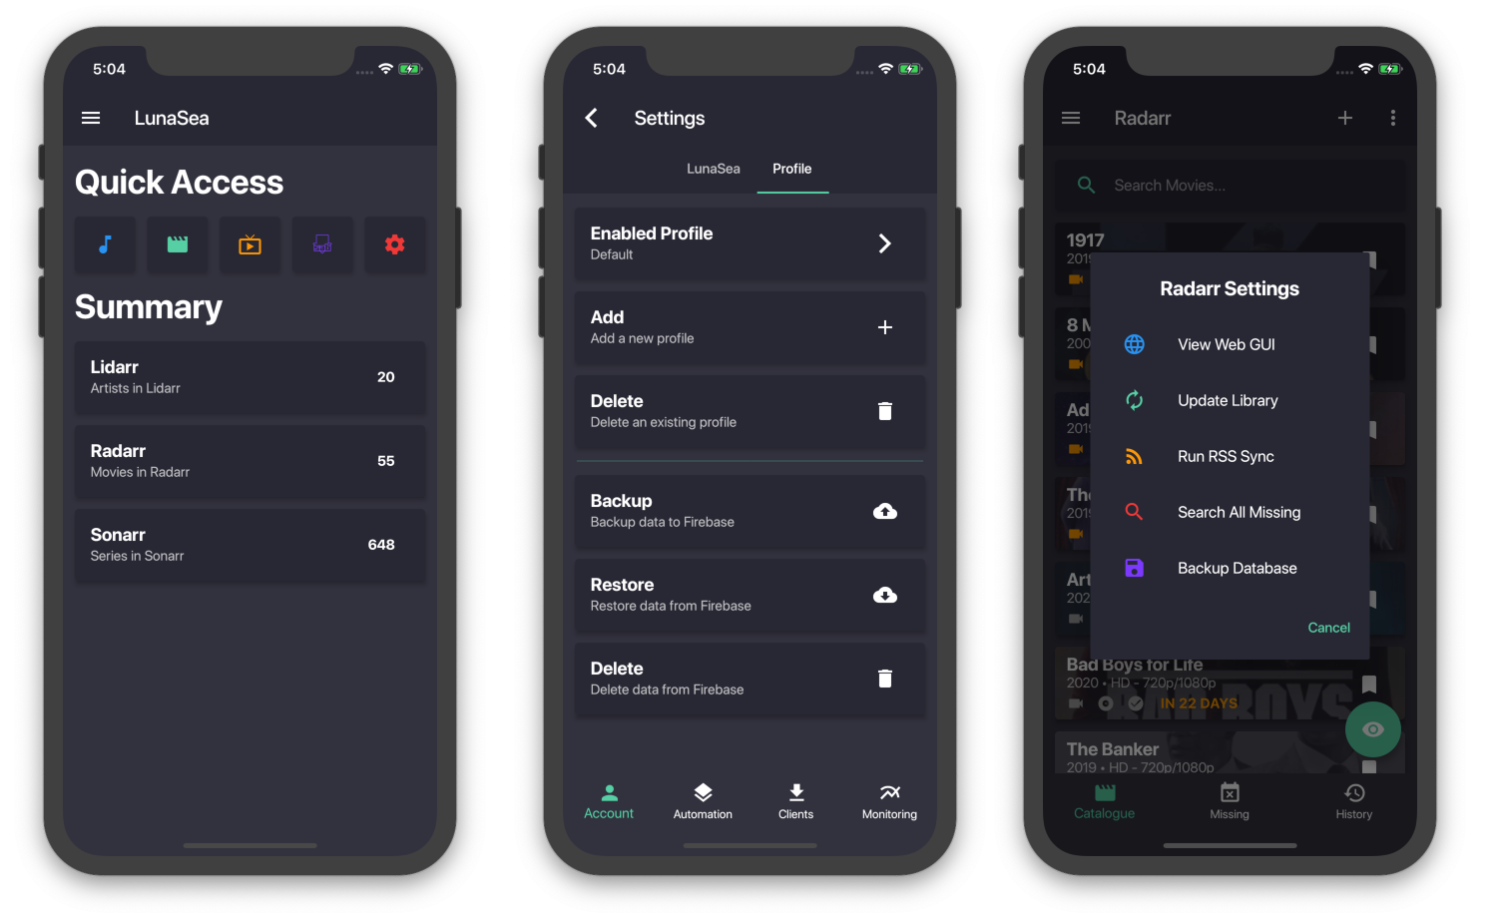 5:04
LunaSea
Quick Access
Summary
Lidarr
Artists in Lidarr
20
Radarr
Movies in Radarr
55
Sonarr
Series in Sonarr
648
5:04
Settings
LunaSea Profile
Enabled Profile
Default
Add
Add a new profile
Delete
Delete an existing profile
Backup
Backup data to Firebase
Restore
Restore data from Firebase
Delete
Delete data from Firebase
Account Automation Clients Monitoring
5:04
Radarr
Search Movies...
1917
201
8 M
200
Ad
201
The
201
Art
202
Radarr Settings
View Web GUI
Update Library
Run RSS Sync
Search All Missing
Backup Database
Cancel
Bad Boys for Life
2020 • HD - 720p/1080p
IN 22 DAYS
The Banker
2019 • HD - 720p/1080p
Catalogue Missing History